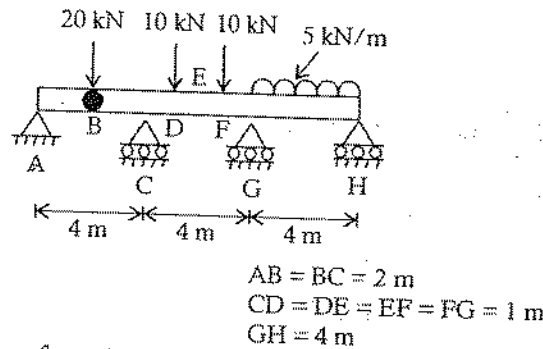 20 kN 10 kN 10 kN
5 kN/m
E
B D F
A C G H
4 m 4 m 4 m
AB = BC = 2 m
CD = DE = EF = FG = 1 m
GH = 4 m